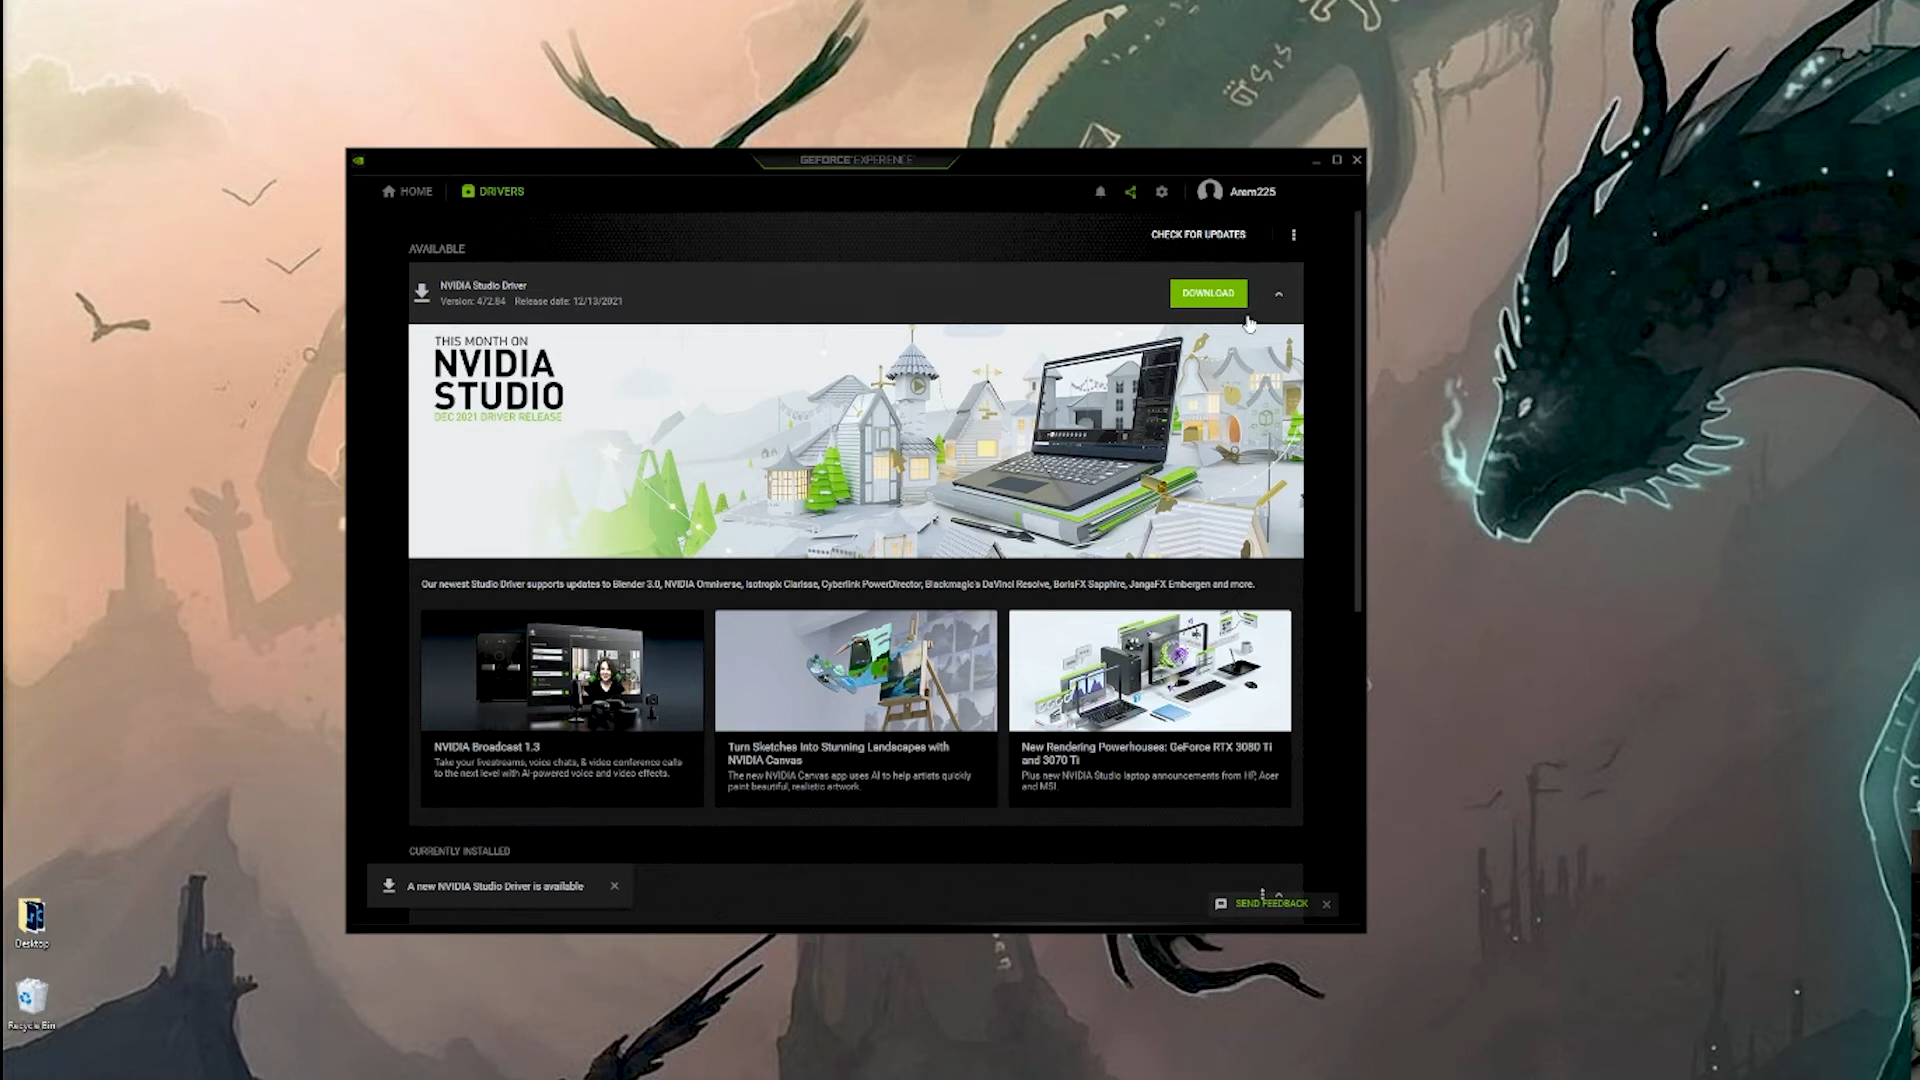 GEFORCE EXPERIENCE
HOME
DRIVERS
Arem225
CHECK FOR UPDATES
AVAILABLE
NVIDIA Studio Driver
Version: 472.84 Release date: 12/13/2021
DOWNLOAD
THIS MONTH ON
NVIDIA
STUDIO
DEC 2021 DRIVER RELEASE
Our newest Studio Driver supports updates to Blender 3.0, NVIDIA Omniverse, Isotropix Clarisse, Cyberlink PowerDirector, Blackmagic's DaVinci Resolve, BorisFX Sapphire, JangaFX Embergen and more.
NVIDIA Broadcast 1.3
Take your livestreams, voice chats, & video conference calls
to the next level with AI-powered voice and video effects.
Turn Sketches Into Stunning Landscapes with
NVIDIA Canvas
The new NVIDIA Canvas app uses AI to help artists quickly
paint beautiful, realistic artwork.
New Rendering Powerhouses: GeForce RTX 3080 Ti
and 3070 Ti
Plus new NVIDIA Studio laptop announcements from HP, Acer
and MSI.
CURRENTLY INSTALLED
A new NVIDIA Studio Driver is available
SEND FEEDBACK
Desktop
Recycle Bin